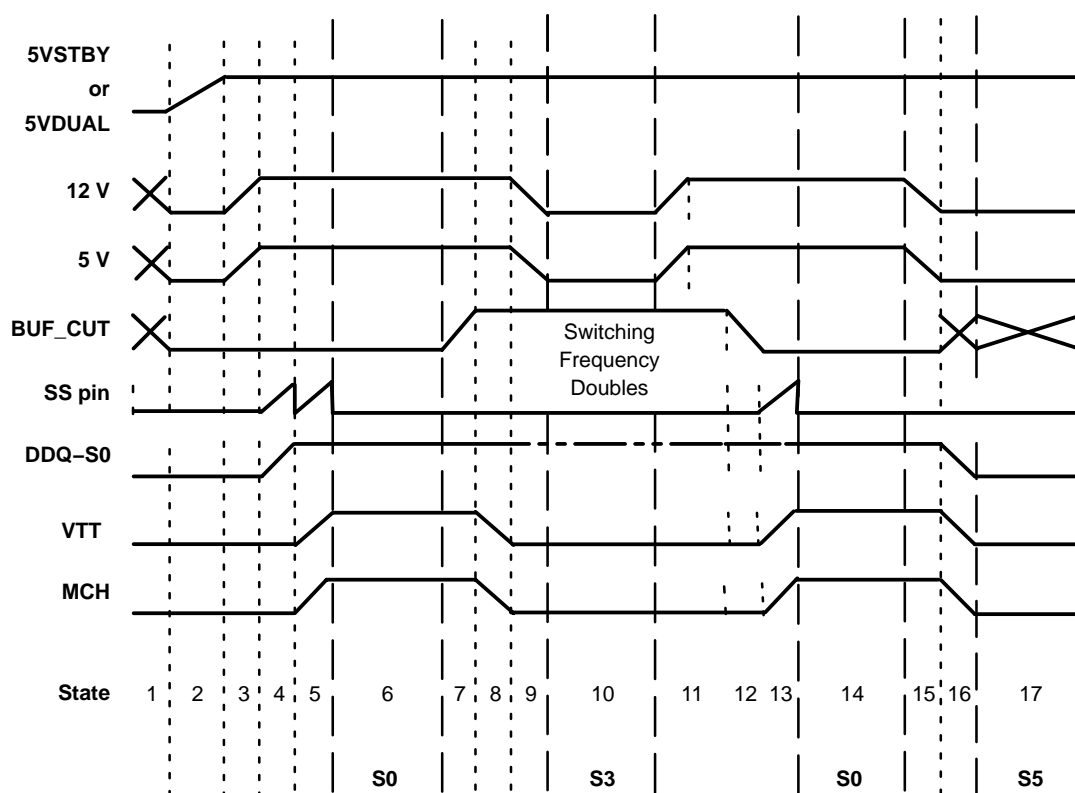 5VSTBY
or
5VDUAL
12 V
5 V
BUF_CUT
Switching
Frequency
Doubles
SS pin
DDQ–S0
VTT
MCH
State 1 2 3 4 5 6 7 8 9 10 11 12 13 14 15 16 17
S0 S3 S0 S5